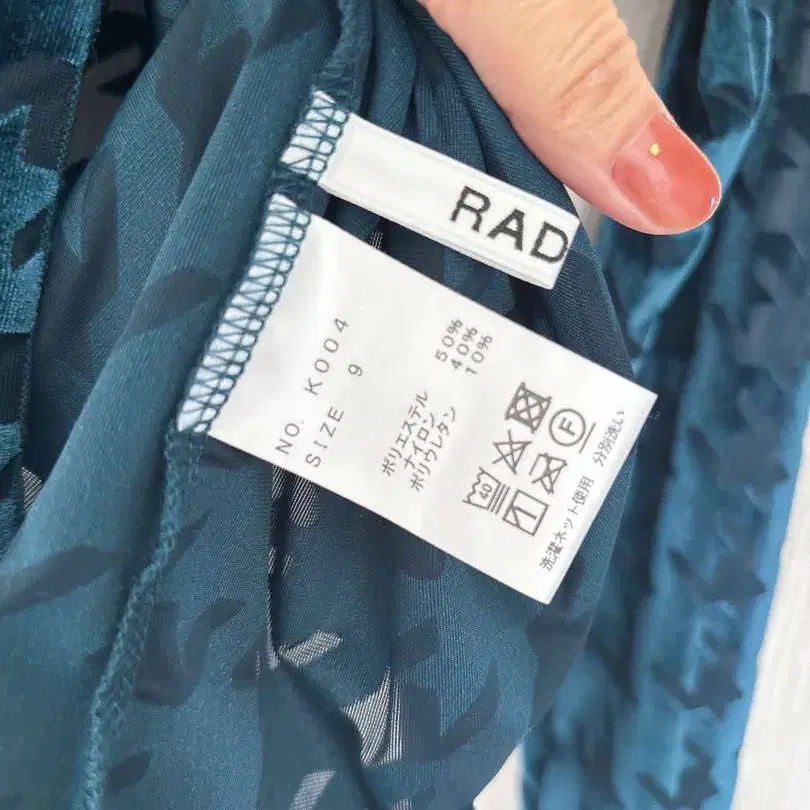 RAD
NO. K004
SIZE 9
ポリエステル 50%
ナイロン 40%
ポリウレタン 10%
40
F
洗濯ネット使用 分別洗い